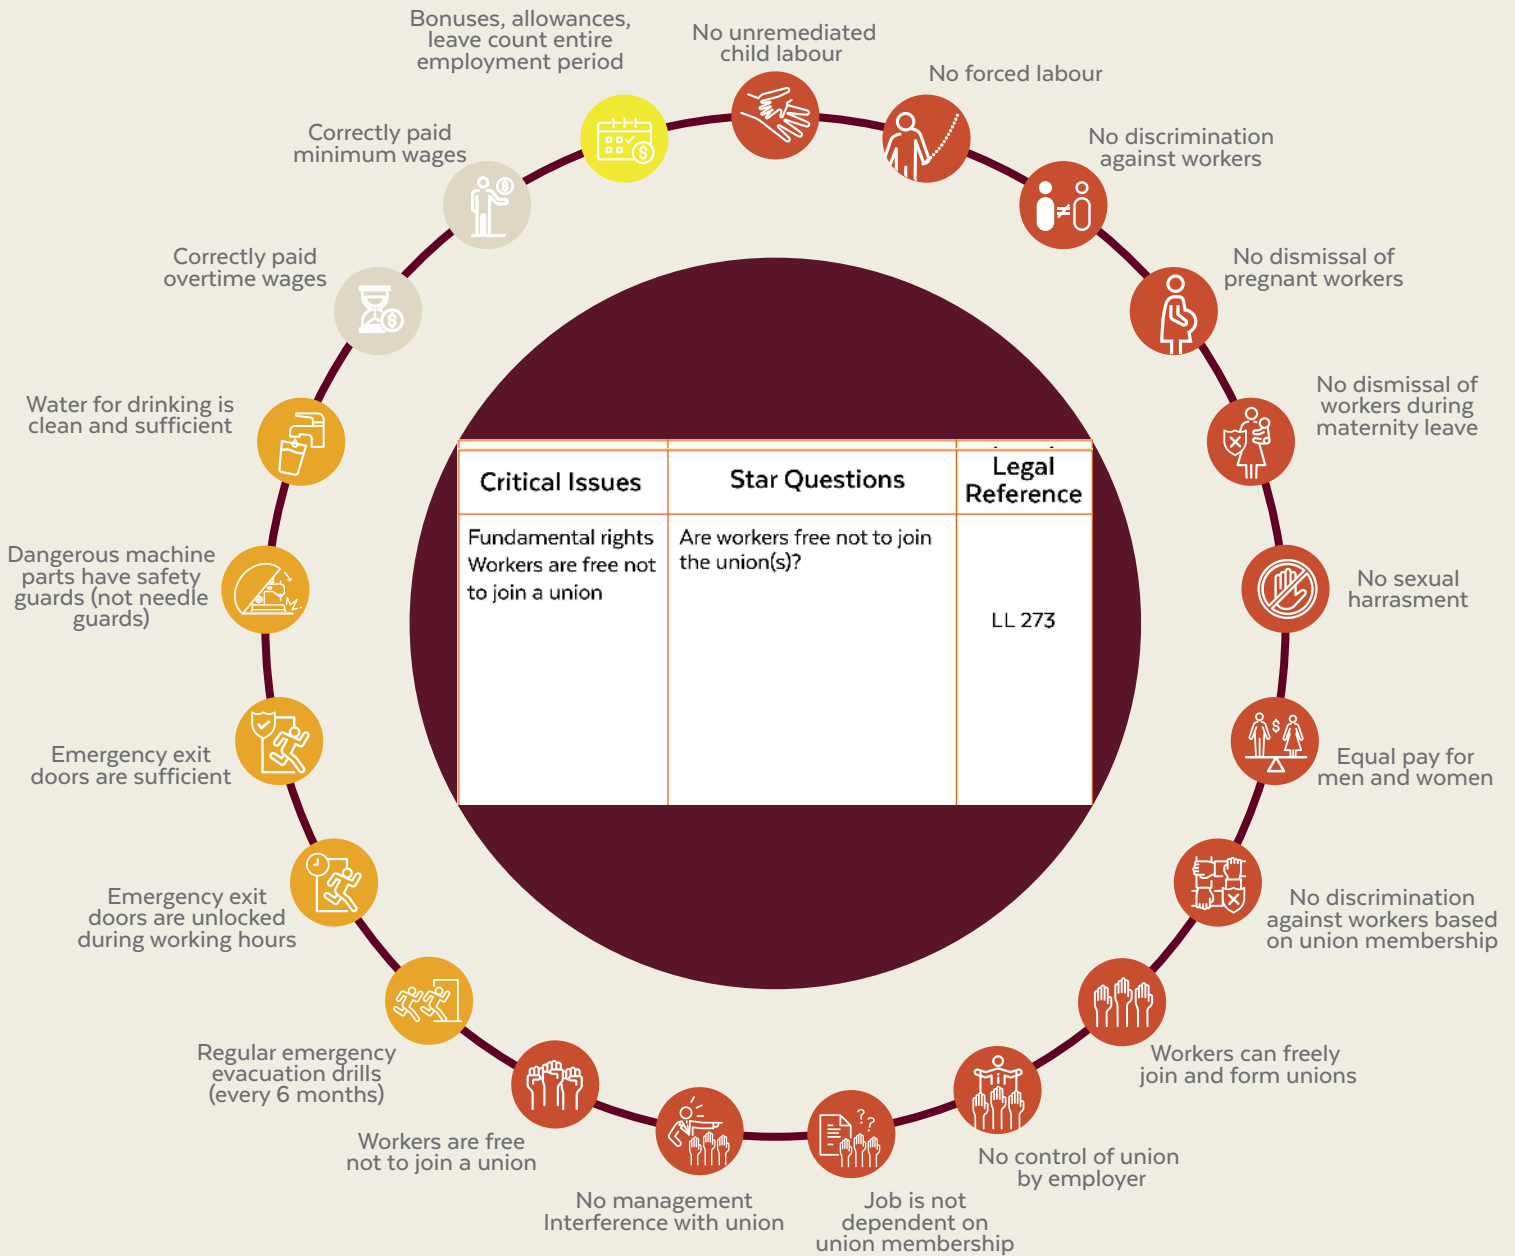 Bonuses, allowances,
leave count entire
employment period
No unremediated
child labour
No forced labour
No discrimination
against workers
No dismissal of
pregnant workers
No dismissal of
workers during
maternity leave
No sexual
harrasment
Equal pay for
men and women
No discrimination
against workers based
on union membership
Workers can freely
join and form unions
No control of union
by employer
Job is not
dependent on
union membership
No management
Interference with union
Workers are free
not to join a union
Regular emergency
evacuation drills
(every 6 months)
Emergency exit
doors are unlocked
during working hours
Emergency exit
doors are sufficient
Dangerous machine
parts have safety
guards (not needle
guards)
Water for drinking is
clean and sufficient
Correctly paid
overtime wages
Correctly paid
minimum wages
Critical Issues
Star Questions
Legal
Reference
Fundamental rights
Workers are free not
to join a union
Are workers free not to join
the union(s)?
LL 273